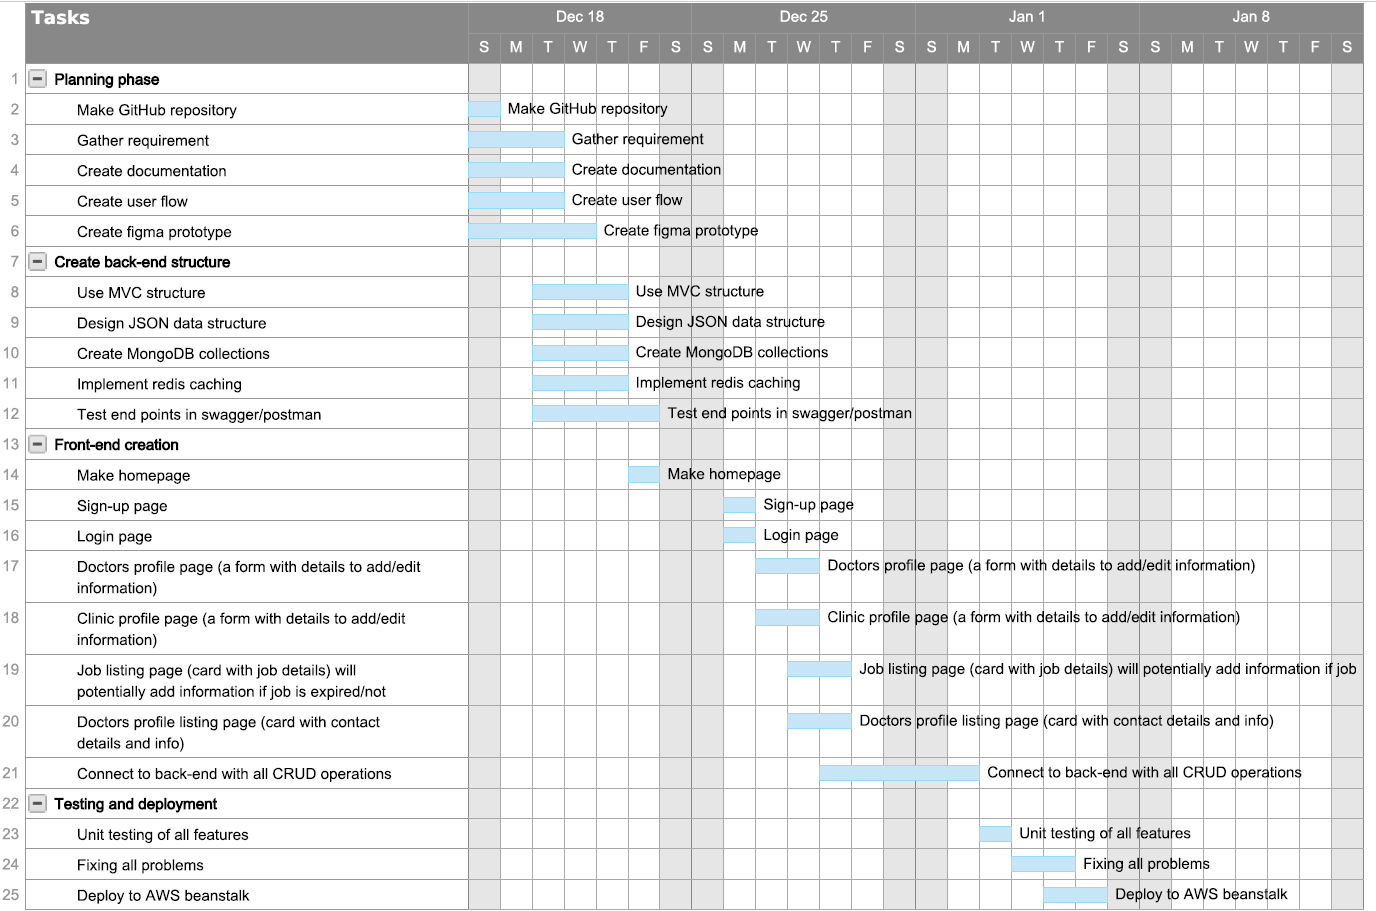 Tasks
Dec 18 Dec 25 Jan 1 Jan 8
S M T W T F S S M T W T F S S M T W T F S S M T W T F S
1 Planning phase
2 Make GitHub repository Make GitHub repository
3 Gather requirement Gather requirement
4 Create documentation Create documentation
5 Create user flow Create user flow
6 Create figma prototype Create figma prototype
7 Create back-end structure
8 Use MVC structure Use MVC structure
9 Design JSON data structure Design JSON data structure
10 Create MongoDB collections Create MongoDB collections
11 Implement redis caching Implement redis caching
12 Test end points in swagger/postman Test end points in swagger/postman
13 Front-end creation
14 Make homepage Make homepage
15 Sign-up page Sign-up page
16 Login page Login page
17 Doctors profile page (a form with details to add/edit Doctors profile page (a form with details to add/edit information)
information)
18 Clinic profile page (a form with details to add/edit Clinic profile page (a form with details to add/edit information)
information)
19 Job listing page (card with job details) will Job listing page (card with job details) will potentially add information if job
potentially add information if job is expired/not
20 Doctors profile listing page (card with contact Doctors profile listing page (card with contact details and info)
details and info)
21 Connect to back-end with all CRUD operations Connect to back-end with all CRUD operations
22 Testing and deployment
23 Unit testing of all features Unit testing of all features
24 Fixing all problems Fixing all problems
25 Deploy to AWS beanstalk Deploy to AWS beanstalk